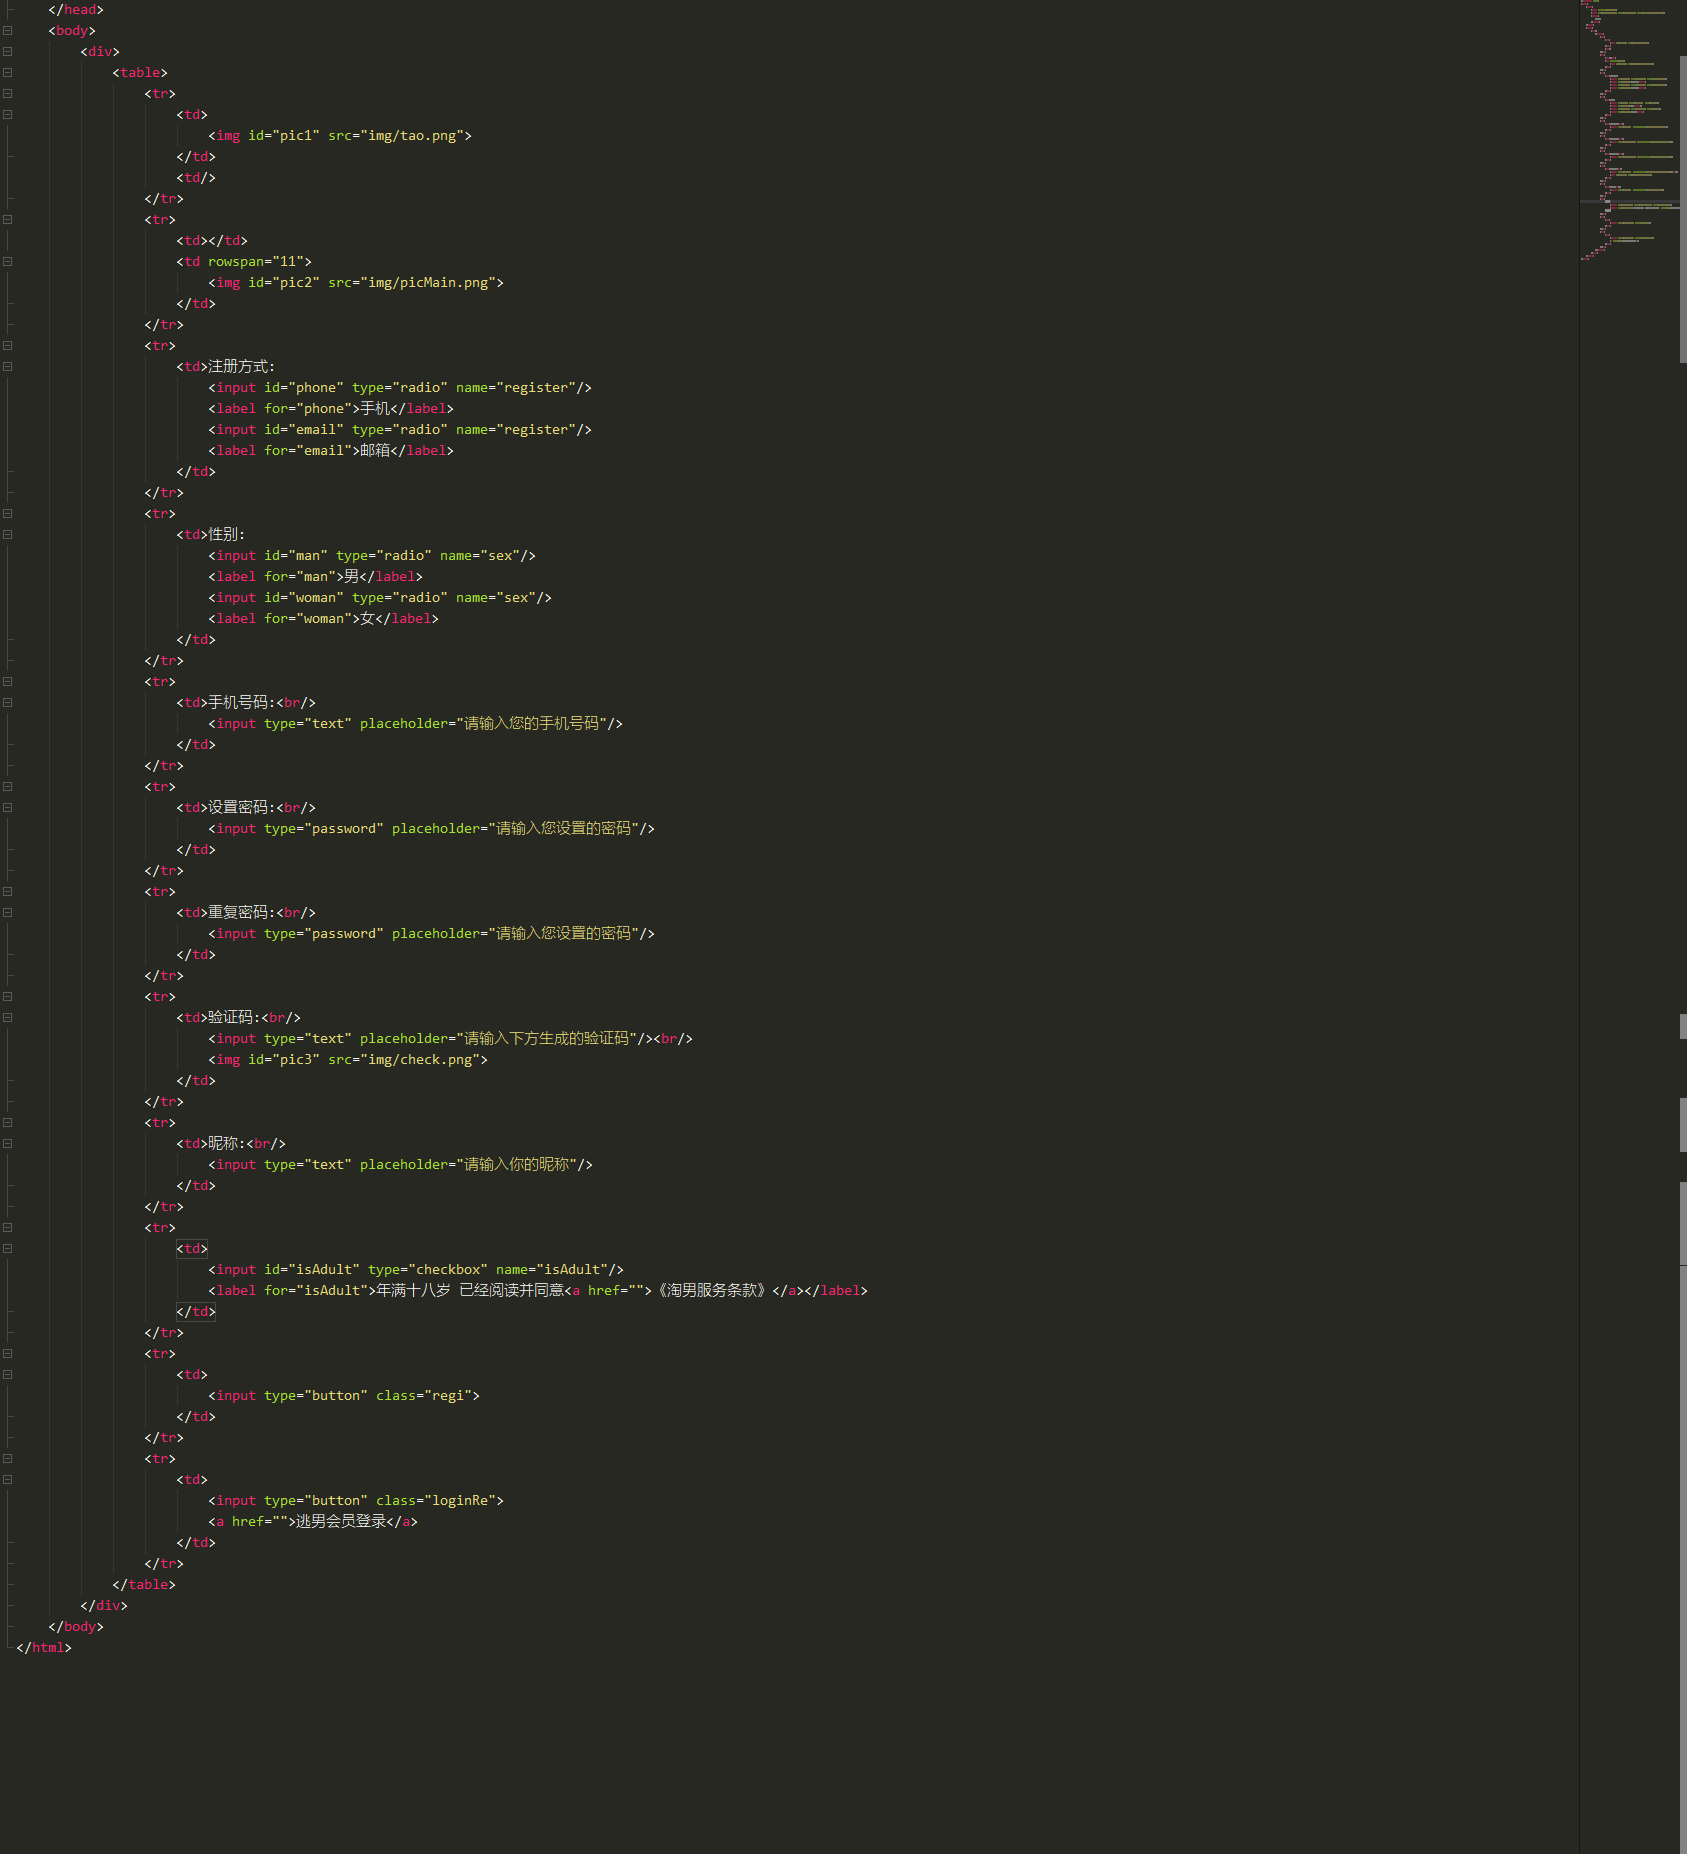 </head>
<body>
<div>
<table>
<tr>
<td>
<img id="pic1" src="img/tao.png">
</td>
<td/>
</tr>
<tr>
<td></td>
<td rowspan="11">
<img id="pic2" src="img/picMain.png">
</td>
</tr>
<tr>
<td>注册方式:
<input id="phone" type="radio" name="register"/>
<label for="phone">手机</label>
<input id="email" type="radio" name="register"/>
<label for="email">邮箱</label>
</td>
</tr>
<tr>
<td>性别:
<input id="man" type="radio" name="sex"/>
<label for="man">男</label>
<input id="woman" type="radio" name="sex"/>
<label for="woman">女</label>
</td>
</tr>
<tr>
<td>手机号码:<br/>
<input type="text" placeholder="请输入您的手机号码"/>
</td>
</tr>
<tr>
<td>设置密码:<br/>
<input type="password" placeholder="请输入您设置的密码"/>
</td>
</tr>
<tr>
<td>重复密码:<br/>
<input type="password" placeholder="请输入您设置的密码"/>
</td>
</tr>
<tr>
<td>验证码:<br/>
<input type="text" placeholder="请输入下方生成的验证码"/><br/>
<img id="pic3" src="img/check.png">
</td>
</tr>
<tr>
<td>昵称:<br/>
<input type="text" placeholder="请输入你的昵称"/>
</td>
</tr>
<tr>
<td>
<input id="isAdult" type="checkbox" name="isAdult"/>
<label for="isAdult">年满十八岁 已经阅读并同意<a href="">《淘男服务条款》</a></label>
</td>
</tr>
<tr>
<td>
<input type="button" class="regi">
</td>
</tr>
<tr>
<td>
<input type="button" class="loginRe">
<a href="">逃男会员登录</a>
</td>
</tr>
</table>
</div>
</body>
</html>